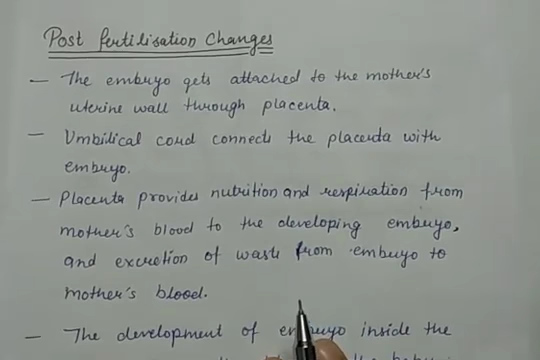 Post fertilisation Changes
— The embryo gets attached to the mother's
uterine wall through placenta.
— Umbilical cord connects the placenta with
embryo.
— Placenta provides nutrition and respiration from
mother's blood to the developing embryo,
and excretion of waste from embryo to
mother's blood.
— The development of embryo inside the